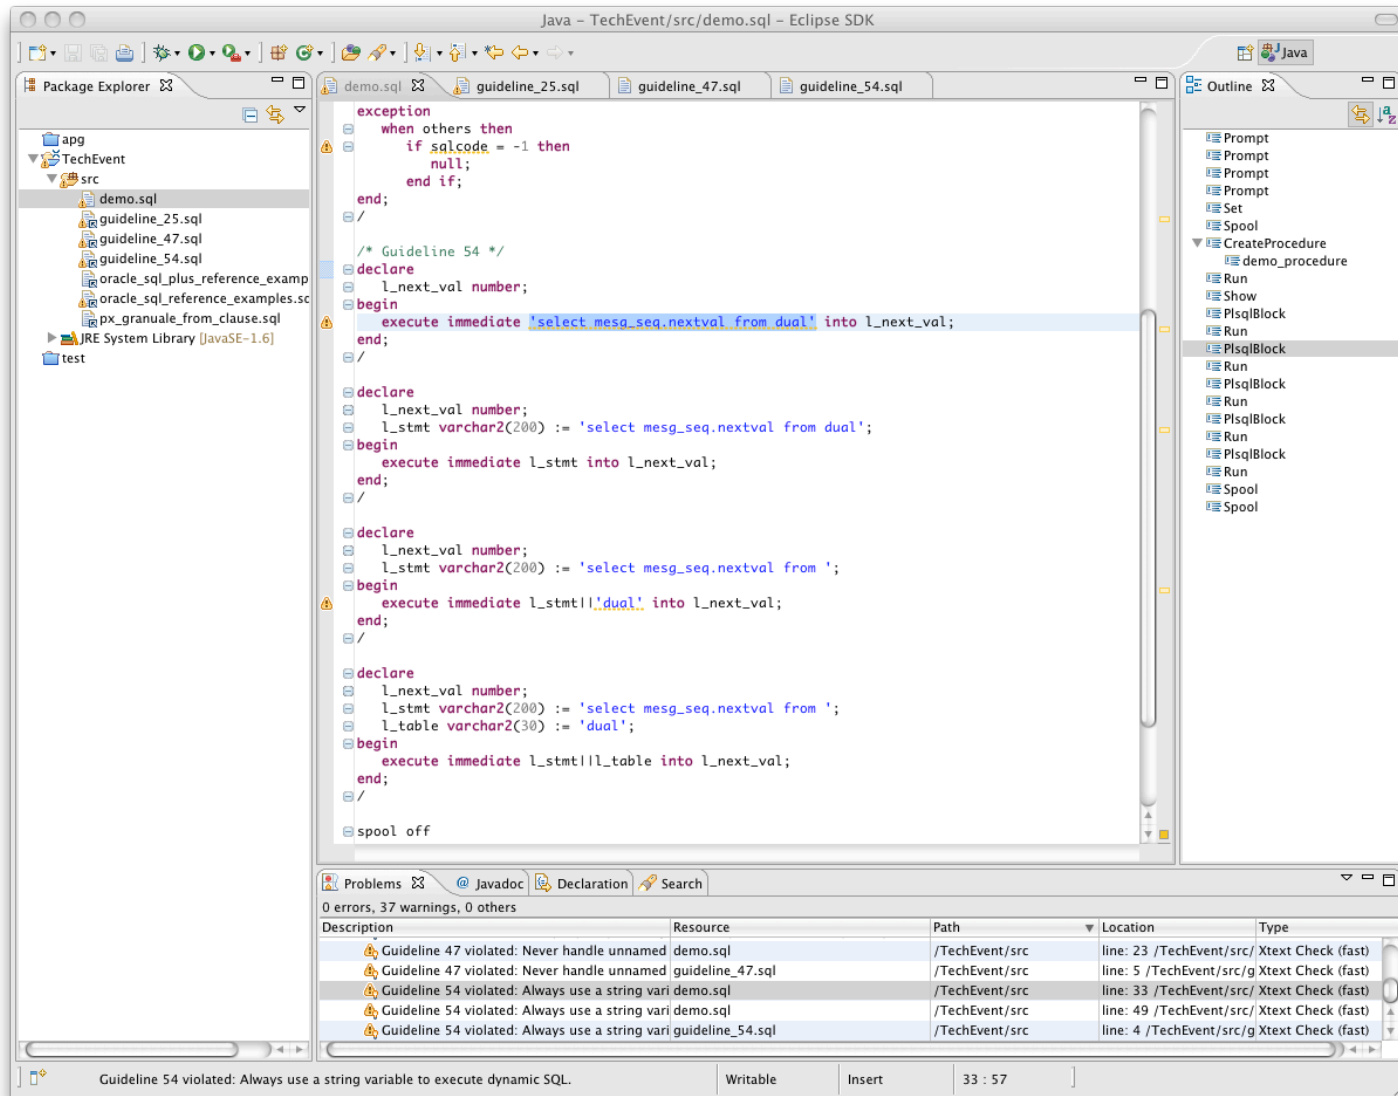 Java – TechEvent/src/demo.sql – Eclipse SDK
Java
Package Explorer
apg
TechEvent
src
demo.sql
guideline_25.sql
guideline_47.sql
guideline_54.sql
oracle_sql_plus_reference_examp
oracle_sql_reference_examples.sc
px_granuale_from_clause.sql
JRE System Library [JavaSE-1.6]
test
demo.sql
guideline_25.sql
guideline_47.sql
guideline_54.sql
exception
when others then
if sqlcode = -1 then
null;
end if;
end;
/
/* Guideline 54 */
declare
l_next_val number;
begin
execute immediate 'select mesg_seq.nextval from dual' into l_next_val;
end;
/
declare
l_next_val number;
l_stmt varchar2(200) := 'select mesg_seq.nextval from dual';
begin
execute immediate l_stmt into l_next_val;
end;
/
declare
l_next_val number;
l_stmt varchar2(200) := 'select mesg_seq.nextval from ';
begin
execute immediate l_stmt||'dual' into l_next_val;
end;
/
declare
l_next_val number;
l_stmt varchar2(200) := 'select mesg_seq.nextval from ';
l_table varchar2(30) := 'dual';
begin
execute immediate l_stmt||l_table into l_next_val;
end;
/
spool off
Outline
Prompt
Prompt
Prompt
Prompt
Set
Spool
CreateProcedure
demo_procedure
Run
Show
PlsqlBlock
Run
PlsqlBlock
Run
PlsqlBlock
Run
PlsqlBlock
Run
PlsqlBlock
Run
Spool
Spool
Problems
@ Javadoc
Declaration
Search
0 errors, 37 warnings, 0 others
Description Resource Path Location Type
Guideline 47 violated: Never handle unnamed demo.sql /TechEvent/src line: 23 /TechEvent/src/ Xtext Check (fast)
Guideline 47 violated: Never handle unnamed guideline_47.sql /TechEvent/src line: 5 /TechEvent/src/g Xtext Check (fast)
Guideline 54 violated: Always use a string vari demo.sql /TechEvent/src line: 33 /TechEvent/src/ Xtext Check (fast)
Guideline 54 violated: Always use a string vari demo.sql /TechEvent/src line: 49 /TechEvent/src/ Xtext Check (fast)
Guideline 54 violated: Always use a string vari guideline_54.sql /TechEvent/src line: 4 /TechEvent/src/g Xtext Check (fast)
Guideline 54 violated: Always use a string variable to execute dynamic SQL. Writable Insert 33 : 57